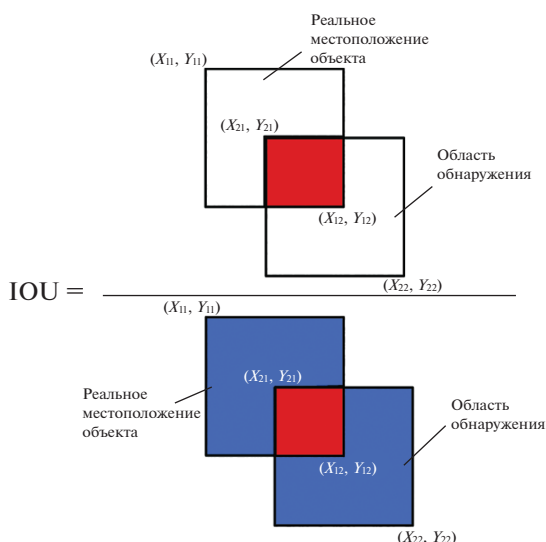 Реальное
местоположение
объекта
(X11, Y11)
(X21, Y21)
Область
обнаружения
(X12, Y12)
(X22, Y22)
IOU =
(X11, Y11)
(X21, Y21)
Реальное
местоположение
объекта
Область
обнаружения
(X12, Y12)
(X22, Y22)